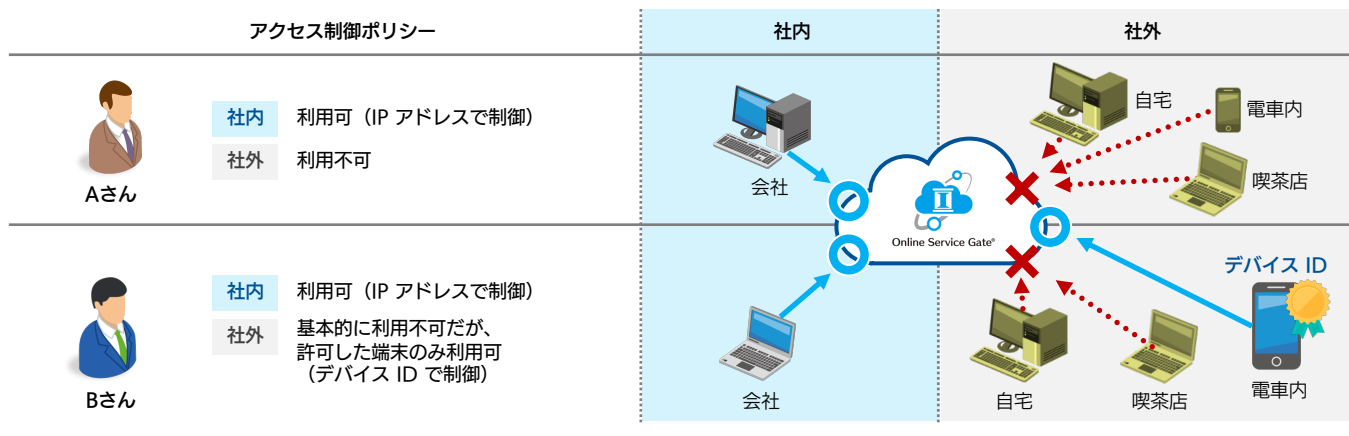 アクセス制御ポリシー
社内
社外
Aさん
社内 利用可（IP アドレスで制御）
社外 利用不可
会社
自宅
電車内
喫茶店
Online Service Gate®
Bさん
社内 利用可（IP アドレスで制御）
社外 基本的に利用不可だが、
許可した端末のみ利用可
（デバイス ID で制御）
会社
自宅
喫茶店
デバイス ID
電車内